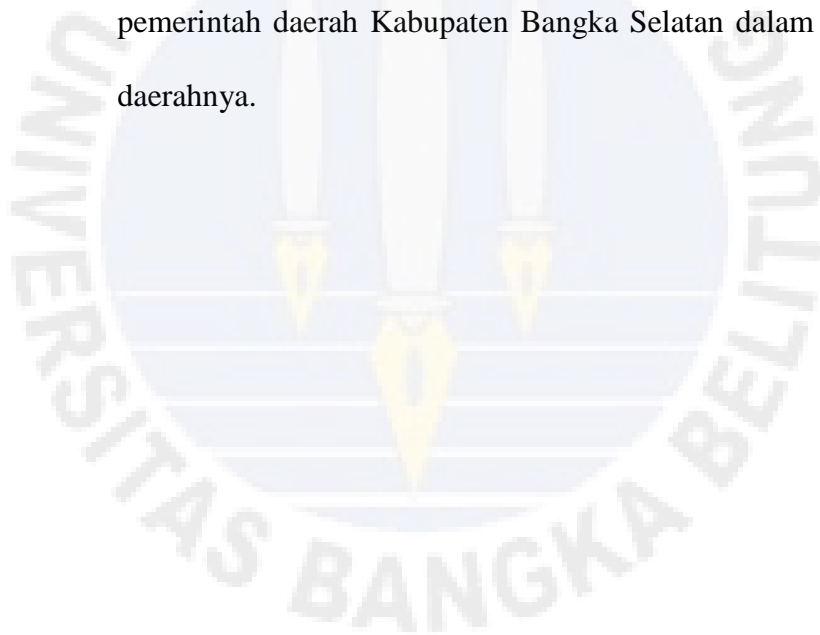 pemerintah daerah Kabupaten Bangka Selatan dalam
daerahnya.
UNIVERSITAS BANGKA BELITUNG